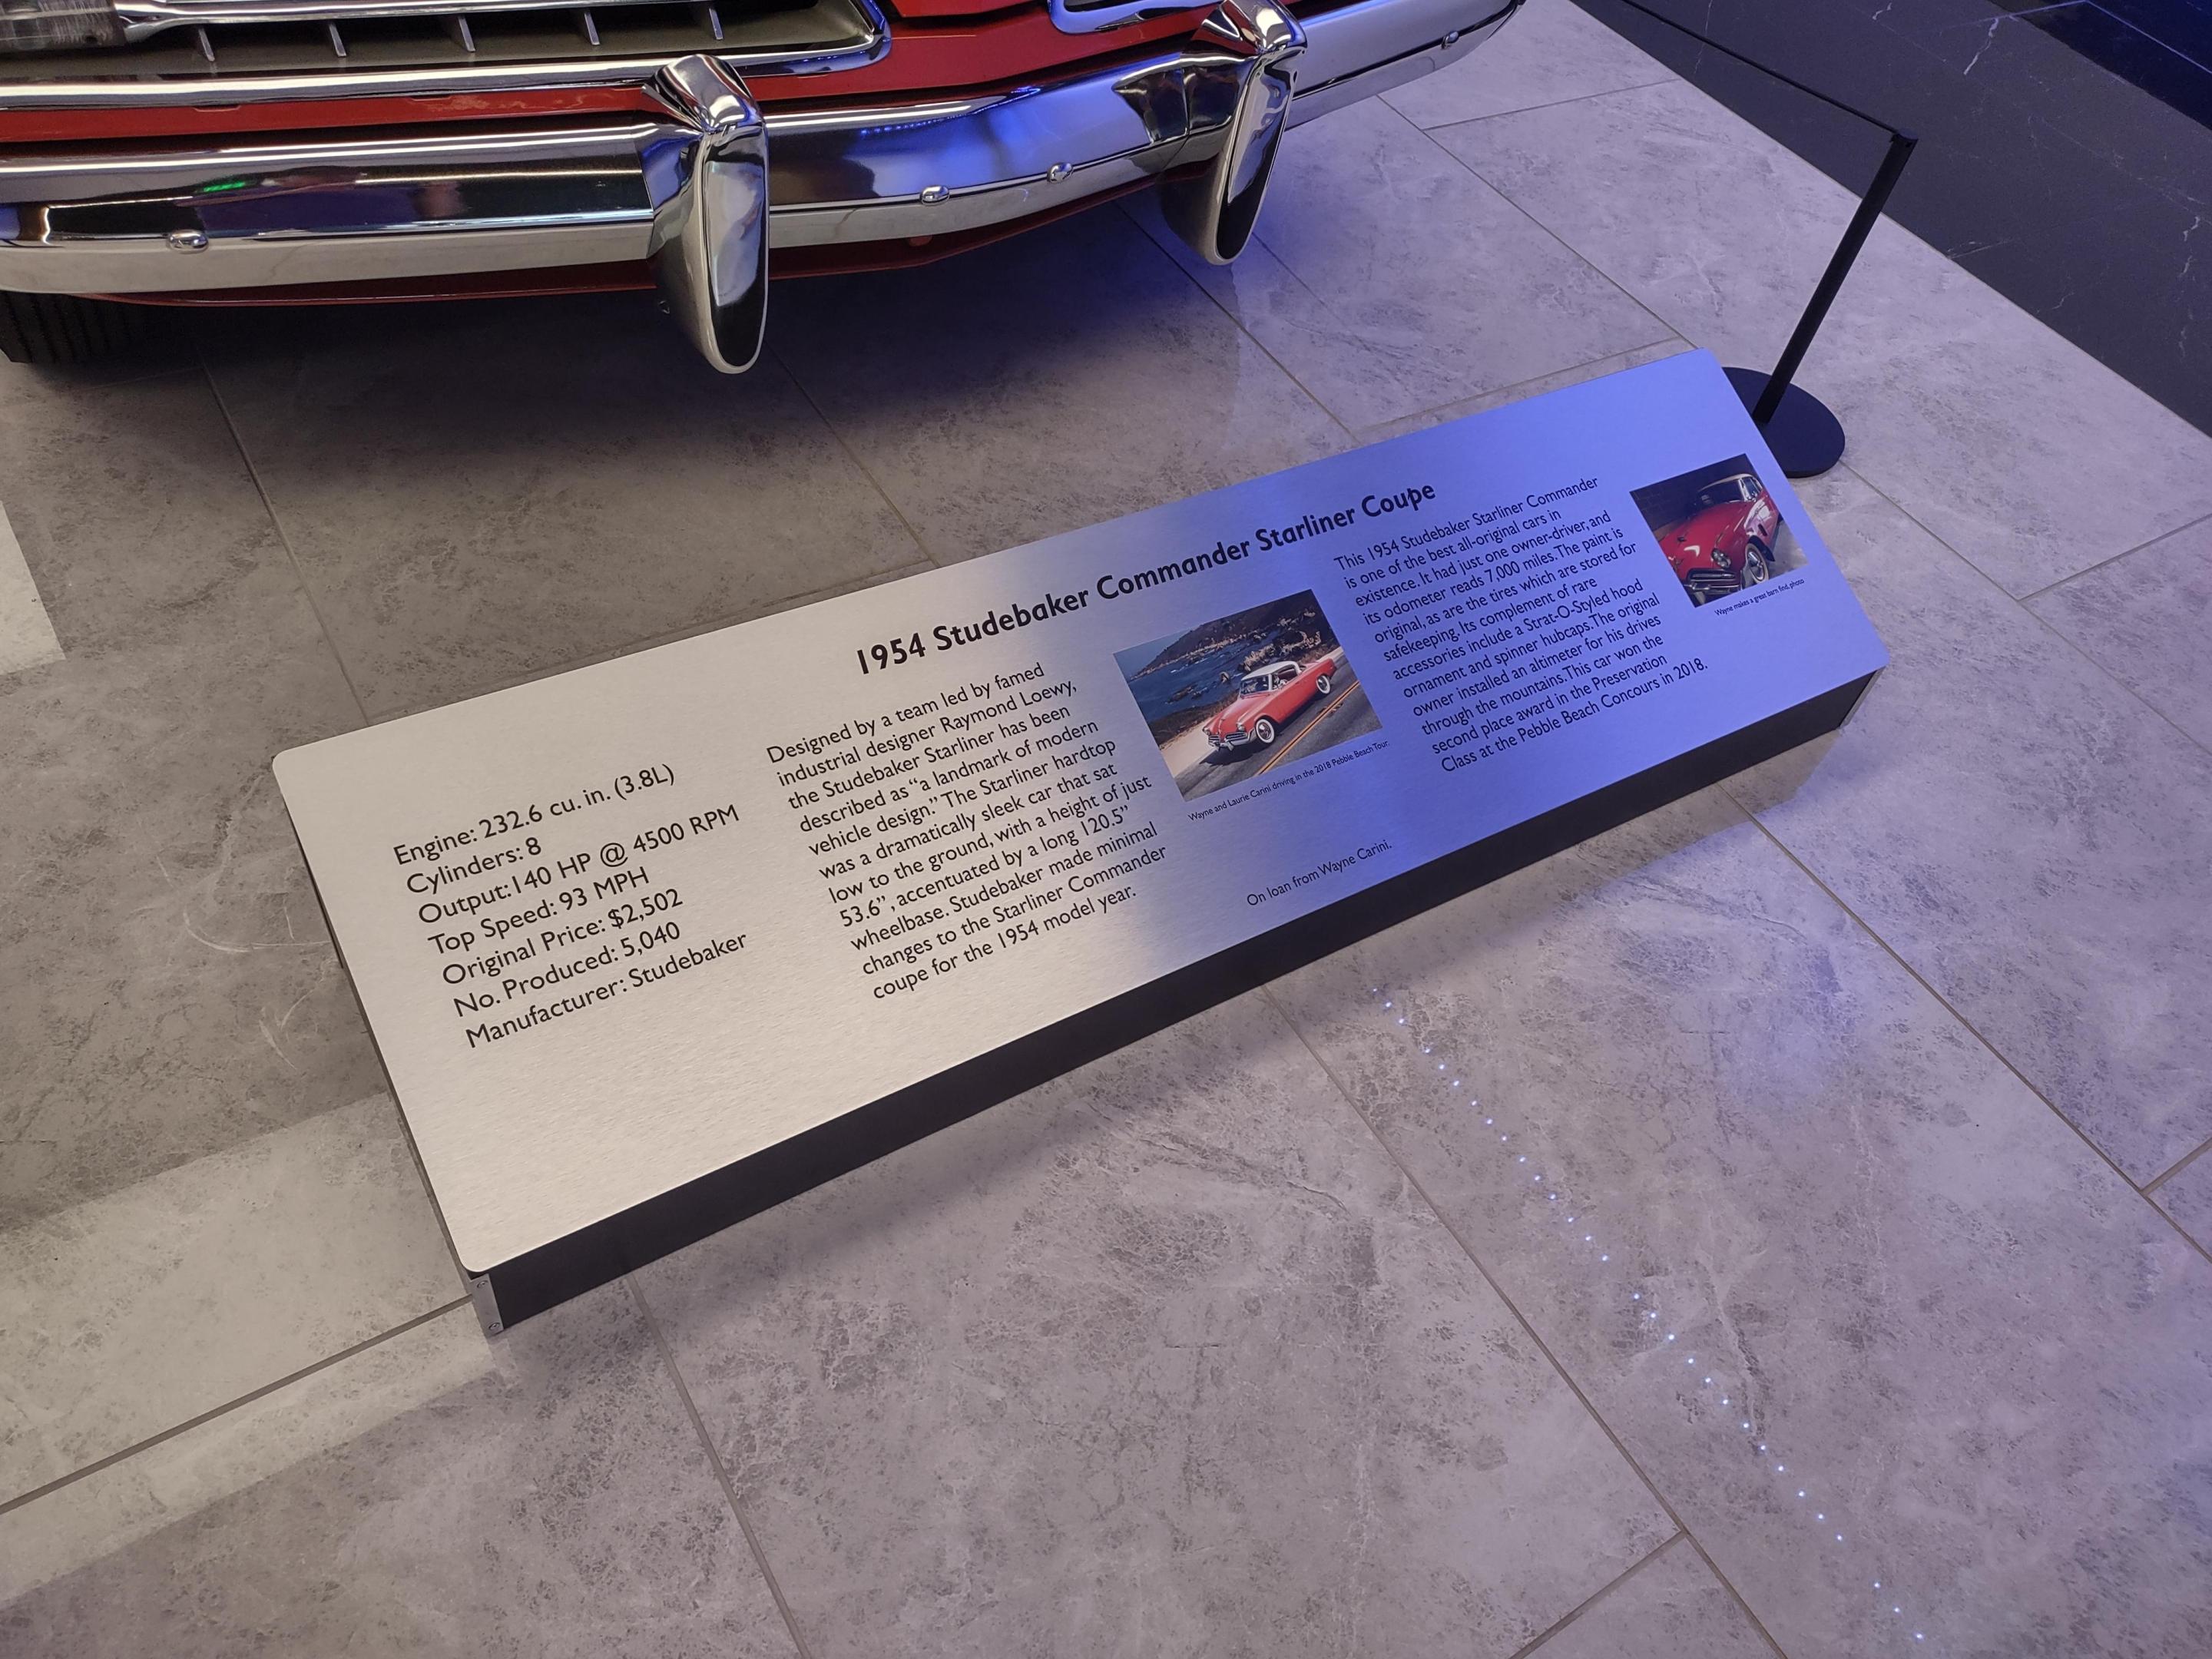 1954 Studebaker Commander Starliner Coupe
Engine: 232.6 cu. in. (3.8L)
Cylinders: 8
Output: 140 HP @ 4500 RPM
Top Speed: 93 MPH
Original Price: $2,502
No. Produced: 5,040
Manufacturer: Studebaker
Designed by a team led by famed
industrial designer Raymond Loewy,
the Studebaker Starliner has been
described as “a landmark of modern
vehicle design.” The Starliner hardtop
was a dramatically sleek car that sat
low to the ground, with a height of just
53.6”, accentuated by a long 120.5”
wheelbase. Studebaker made minimal
changes to the Starliner Commander
coupe for the 1954 model year.
Wayne and Laurie Carini driving in the 2018 Pebble Beach Tour.
On loan from Wayne Carini.
This 1954 Studebaker Starliner Commander
is one of the best all-original cars in
existence. It had just one owner-driver, and
its odometer reads 7,000 miles. The paint is
original, as are the tires which are stored for
safekeeping. Its complement of rare
accessories include a Strat-O-Styled hood
ornament and spinner hubcaps. The original
owner installed an altimeter for his drives
through the mountains. This car won the
second place award in the Preservation
Class at the Pebble Beach Concours in 2018.
Wayne makes a great barn find. photo